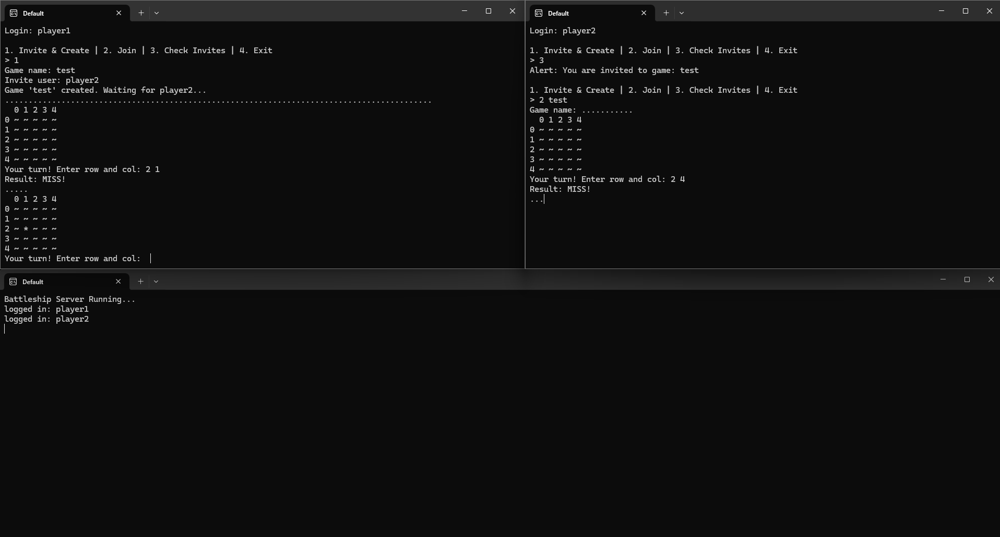 Default
Login: player1
1. Invite & Create | 2. Join | 3. Check Invites | 4. Exit
> 1
Game name: test
Invite user: player2
Game 'test' created. Waiting for player2...
...........................................................................................
  0 1 2 3 4
0 ~ ~ ~ ~ ~
1 ~ ~ ~ ~ ~
2 ~ ~ ~ ~ ~
3 ~ ~ ~ ~ ~
4 ~ ~ ~ ~ ~
Your turn! Enter row and col: 2 1
Result: MISS!
.....
  0 1 2 3 4
0 ~ ~ ~ ~ ~
1 ~ ~ ~ ~ ~
2 ~ * ~ ~ ~
3 ~ ~ ~ ~ ~
4 ~ ~ ~ ~ ~
Your turn! Enter row and col:
Default
Login: player2
1. Invite & Create | 2. Join | 3. Check Invites | 4. Exit
> 3
Alert: You are invited to game: test
1. Invite & Create | 2. Join | 3. Check Invites | 4. Exit
> 2 test
Game name: ...........
  0 1 2 3 4
0 ~ ~ ~ ~ ~
1 ~ ~ ~ ~ ~
2 ~ ~ ~ ~ ~
3 ~ ~ ~ ~ ~
4 ~ ~ ~ ~ ~
Your turn! Enter row and col: 2 4
Result: MISS!
...
Default
Battleship Server Running...
logged in: player1
logged in: player2